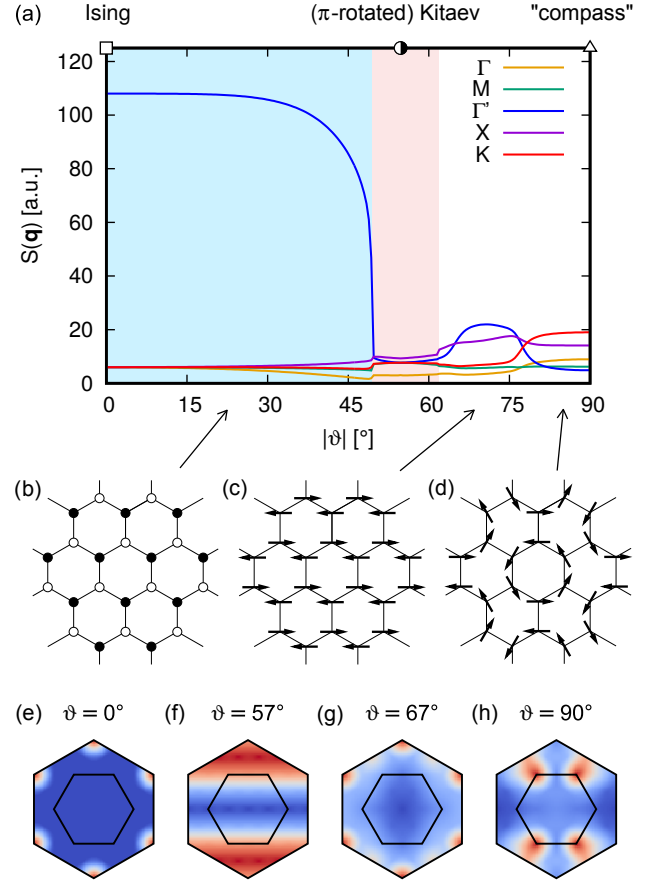 (a) Ising (π-rotated) Kitaev "compass"
120
100
80
60
40
20
0
S(q) [a.u.]
Γ
M
Γ'
X
K
0 15 30 45 60 75 90
|ϑ| [°]
(b) (c) (d)
(e) ϑ = 0° (f) ϑ = 57° (g) ϑ = 67° (h) ϑ = 90°